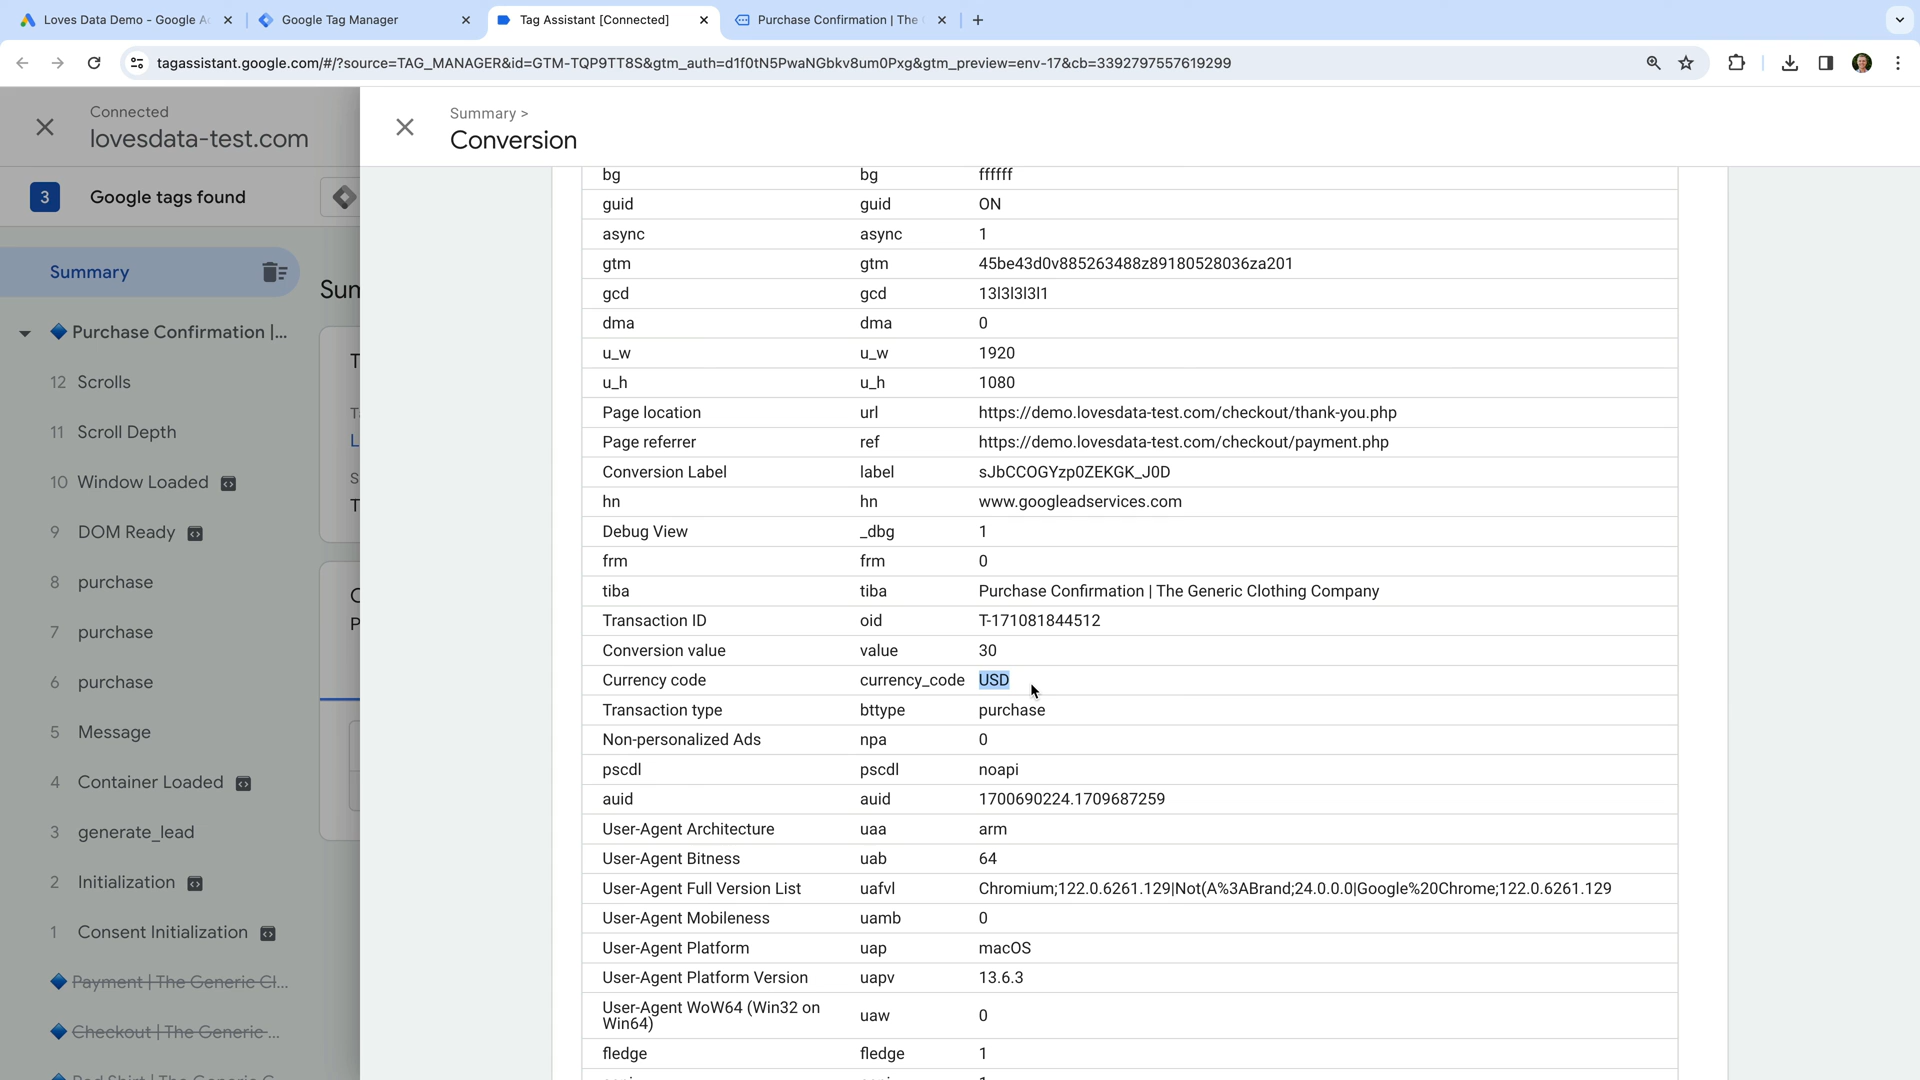 Loves Data Demo - Google A
Google Tag Manager
Tag Assistant [Connected]
Purchase Confirmation | The
tagassistant.google.com/#/?source=TAG_MANAGER&id=GTM-TQP9TT8S&gtm_auth=d1f0tN5PwaNGbkv8um0Pxg&gtm_preview=env-17&cb=3392797557619299
Connected
lovesdata-test.com
3 Google tags found
Summary
Purchase Confirmation |...
12 Scrolls
11 Scroll Depth
10 Window Loaded
9 DOM Ready
8 purchase
7 purchase
6 purchase
5 Message
4 Container Loaded
3 generate_lead
2 Initialization
1 Consent Initialization
Payment | The Generic Cl...
Checkout | The Generic ...
Sum
Summary >
Conversion
bg bg ffffff
guid guid ON
async async 1
gtm gtm 45be43d0v885263488z89180528036za201
gcd gcd 13l3l3l3l1
dma dma 0
u_w u_w 1920
u_h u_h 1080
Page location url https://demo.lovesdata-test.com/checkout/thank-you.php
Page referrer ref https://demo.lovesdata-test.com/checkout/payment.php
Conversion Label label sJbCCOGYzp0ZEKGK_J0D
hn hn www.googleadservices.com
Debug View _dbg 1
frm frm 0
tiba tiba Purchase Confirmation | The Generic Clothing Company
Transaction ID oid T-171081844512
Conversion value value 30
Currency code currency_code USD
Transaction type bttype purchase
Non-personalized Ads npa 0
pscdl pscdl noapi
auid auid 1700690224.1709687259
User-Agent Architecture uaa arm
User-Agent Bitness uab 64
User-Agent Full Version List uafvl Chromium;122.0.6261.129|Not(A%3ABrand;24.0.0.0|Google%20Chrome;122.0.6261.129
User-Agent Mobileness uamb 0
User-Agent Platform uap macOS
User-Agent Platform Version uapv 13.6.3
User-Agent WoW64 (Win32 on
Win64) uaw 0
fledge fledge 1